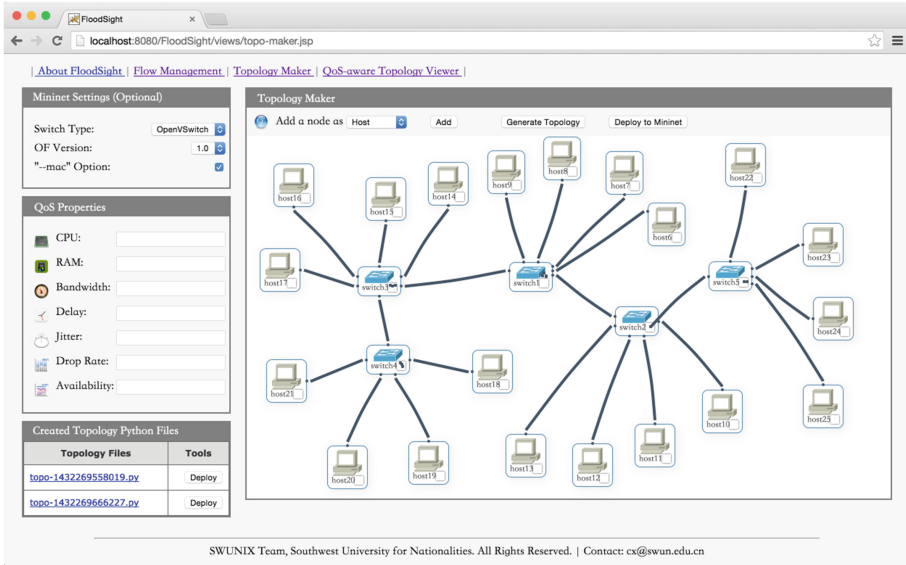 FloodSight
localhost:8080/FloodSight/views/topo-maker.jsp
| About FloodSight | Flow Management | Topology Maker | QoS-aware Topology Viewer |
Mininet Settings (Optional)
Switch Type: OpenVSwitch
OF Version: 1.0
"--mac" Option:
QoS Properties
CPU:
RAM:
Bandwidth:
Delay:
Jitter:
Drop Rate:
Availability:
Created Topology Python Files
Topology Files Tools
topo-1432269558019.py Deploy
topo-1432269666227.py Deploy
Topology Maker
Add a node as Host Add Generate Topology Deploy to Mininet
host16
host15
host14
host9
host8
host7
host22
host6
host23
host17
switch3
switch1
switch5
host24
switch2
switch4
host21
host18
host10
host25
host20
host19
host13
host12
host11
SWUNIX Team, Southwest University for Nationalities. All Rights Reserved. | Contact: cx@swun.edu.cn